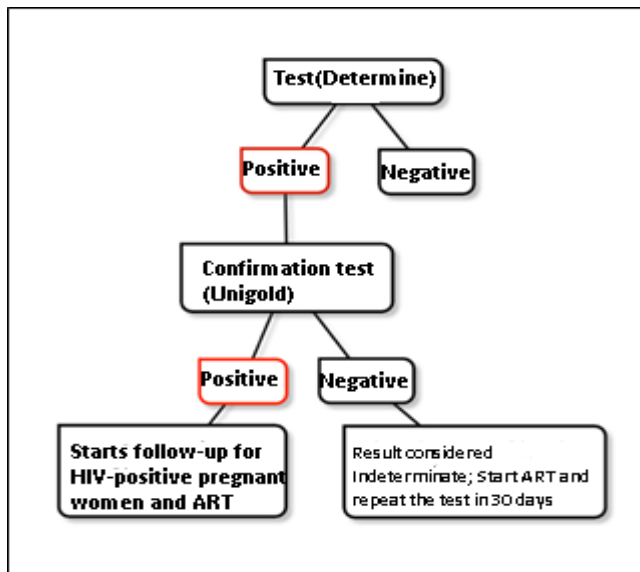 Test(Determine)
Positive
Negative
Confirmation test
(Unigold)
Positive
Negative
Starts follow-up for
HIV-positive pregnant
women and ART
Result considered
Indeterminate; Start ART and
repeat the test in 30 days